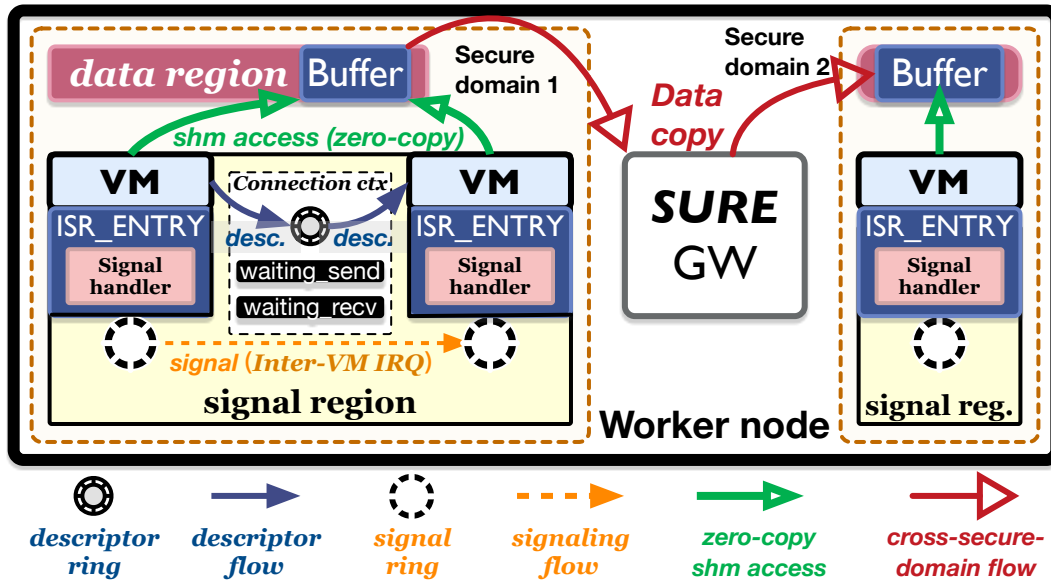 data region
Buffer
Secure
domain 1
Secure
domain 2
Buffer
Data
copy
shm access (zero-copy)
VM
Connection ctx
VM
VM
ISR_ENTRY
desc.
desc.
ISR_ENTRY
SURE
GW
ISR_ENTRY
Signal
handler
waiting_send
waiting_recv
Signal
handler
Signal
handler
signal (Inter-VM IRQ)
signal region
Worker node
signal reg.
descriptor
ring
descriptor
flow
signal
ring
signaling
flow
zero-copy
shm access
cross-secure-
domain flow